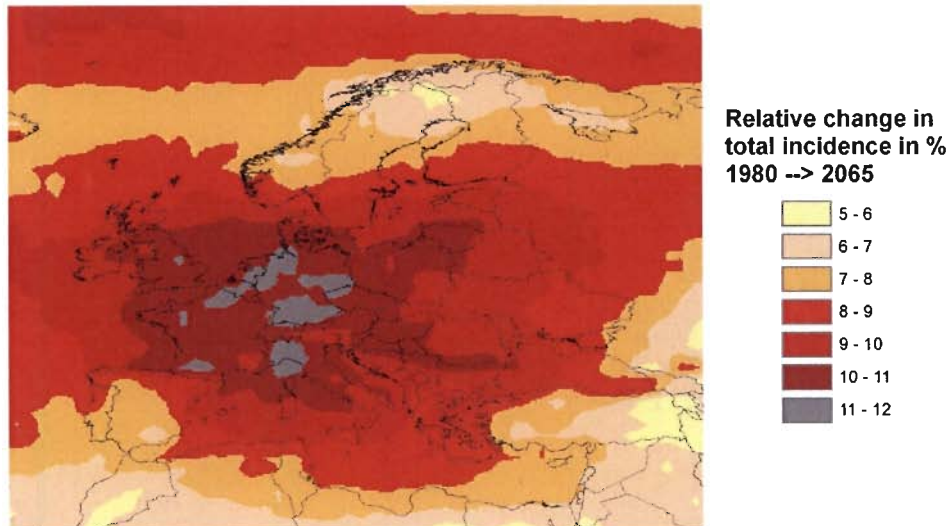 Relative change in
total incidence in %
1980 --> 2065
5 - 6
6 - 7
7 - 8
8 - 9
9 - 10
10 - 11
11 - 12